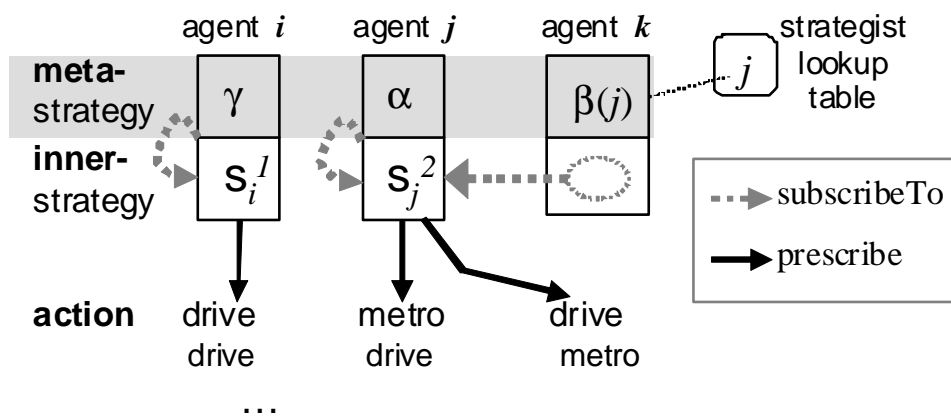 agent i agent j agent k strategist
lookup
table
meta-
strategy
γ α β(j) j
inner-
strategy
s_i^1 s_j^2
subscribeTo
prescribe
action drive metro drive
drive drive metro
...